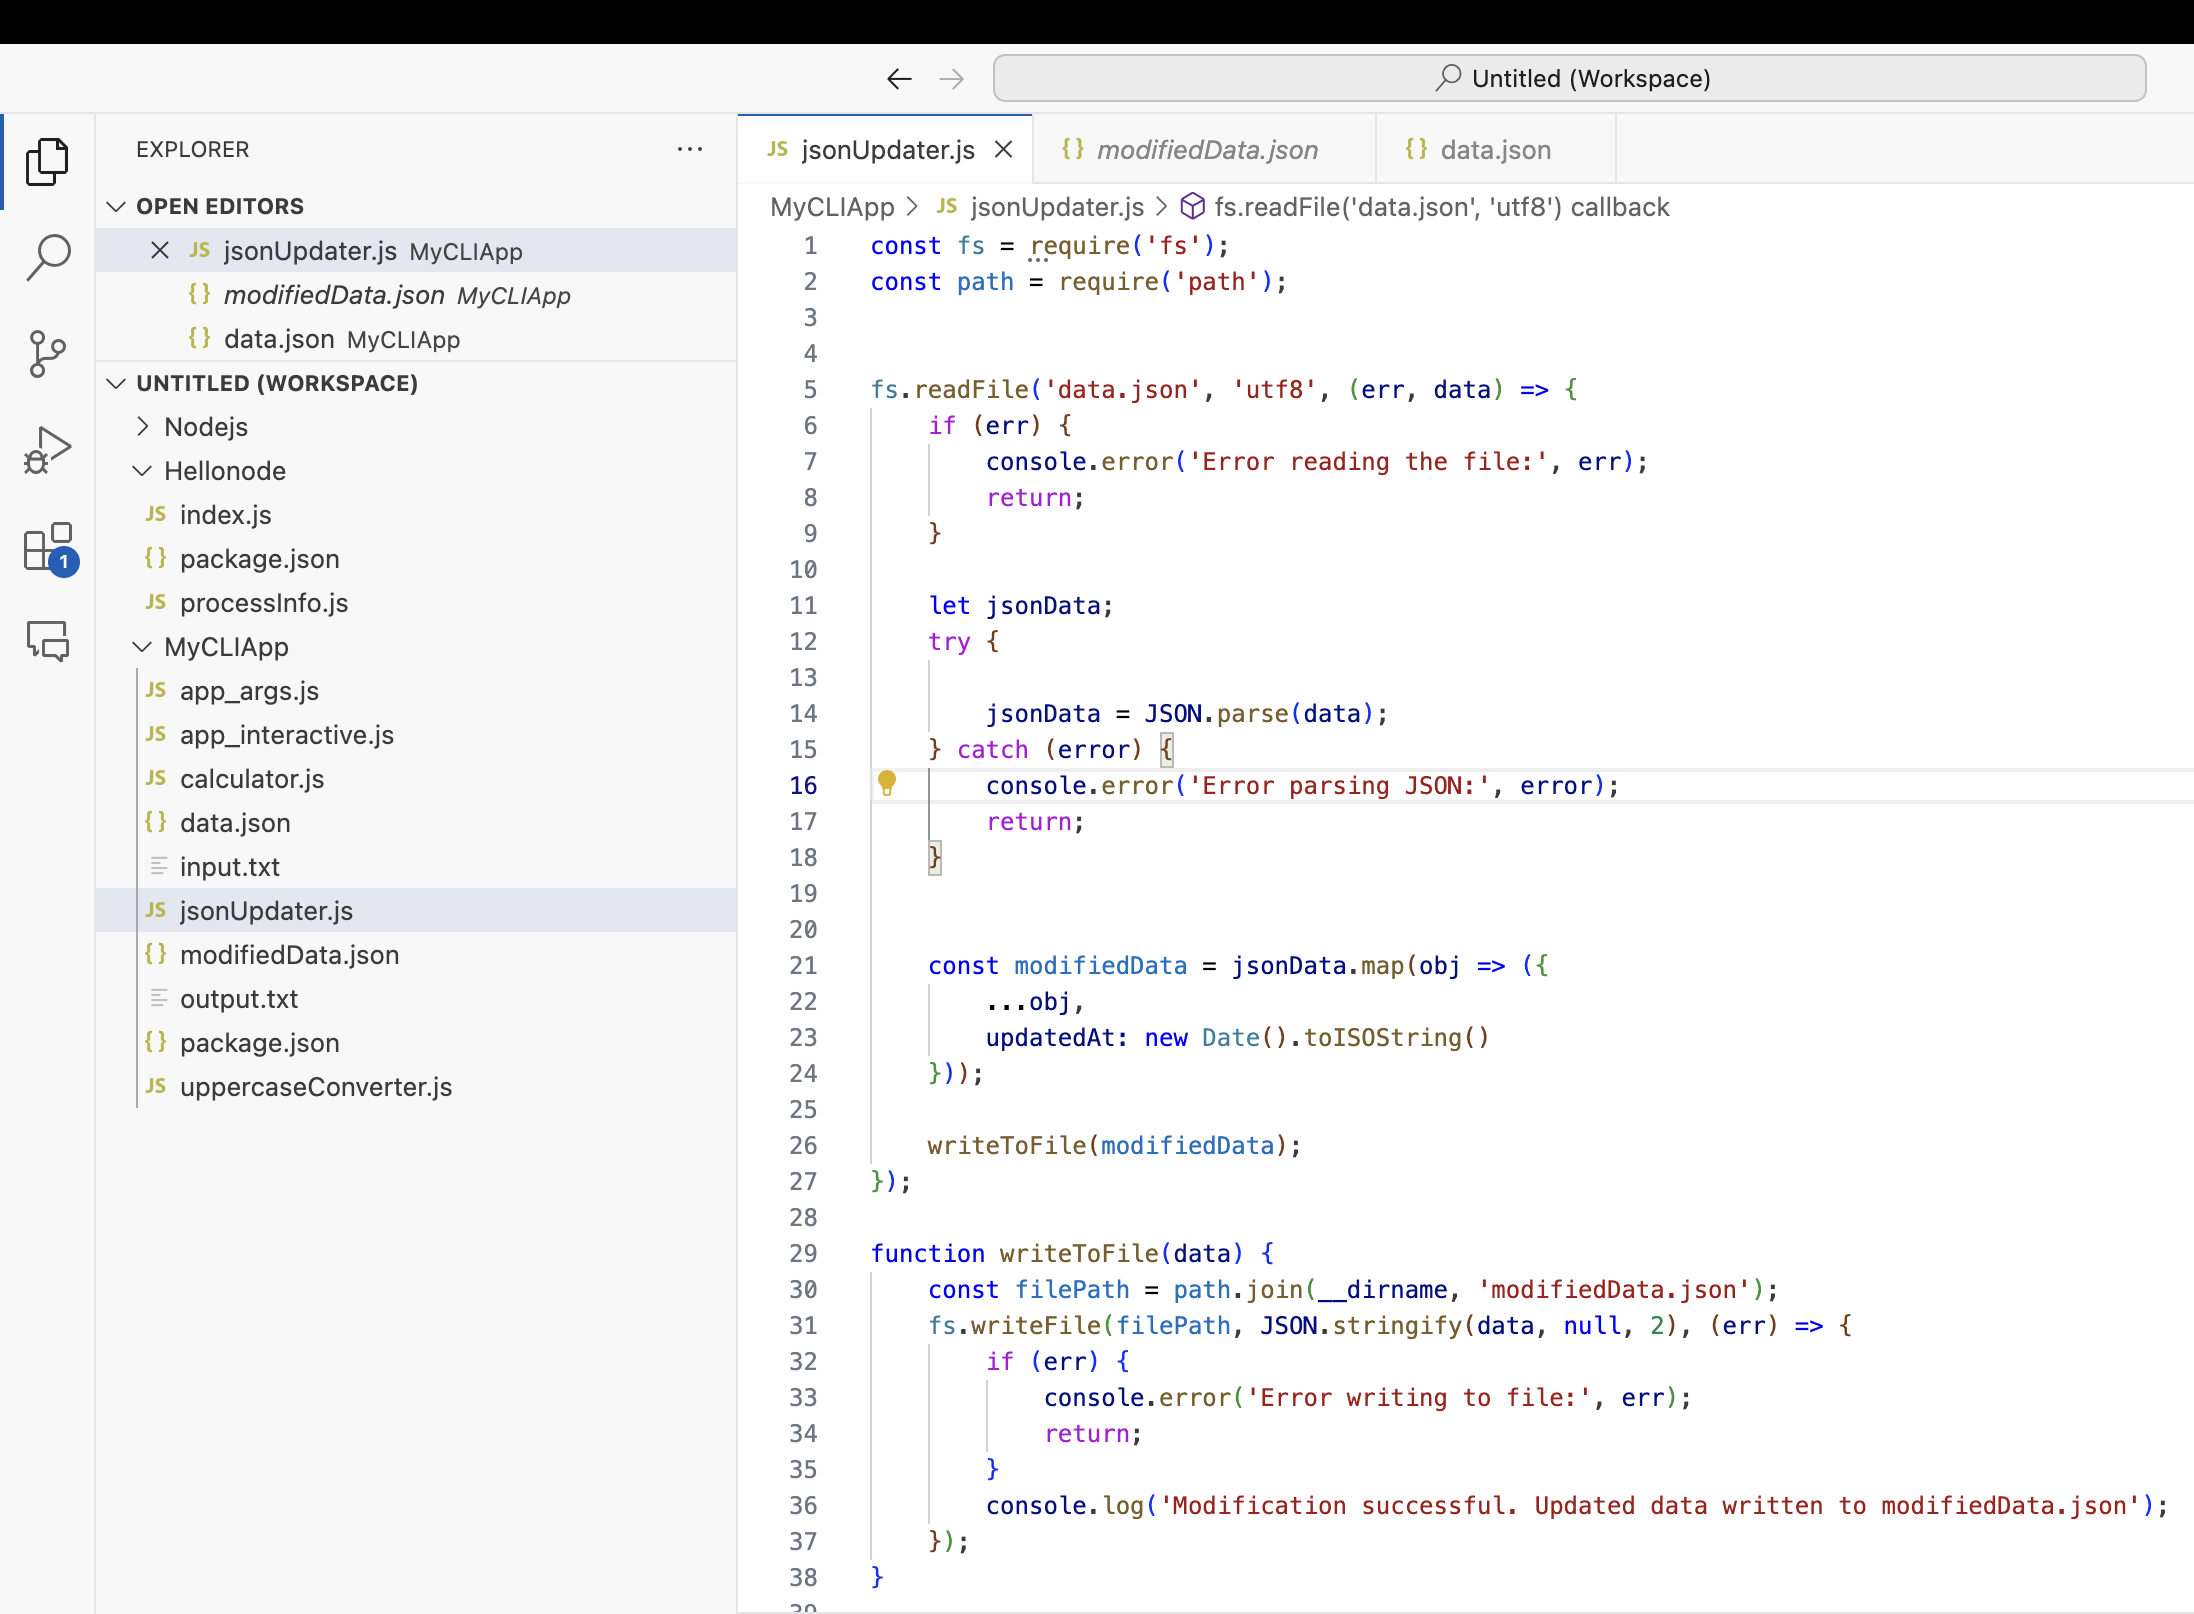 Untitled (Workspace)
EXPLORER
OPEN EDITORS
JS jsonUpdater.js MyCLIApp
{} modifiedData.json MyCLIApp
{} data.json MyCLIApp
UNTITLED (WORKSPACE)
Nodejs
Hellonode
JS index.js
{} package.json
JS processInfo.js
1
MyCLIApp
JS app_args.js
JS app_interactive.js
JS calculator.js
{} data.json
input.txt
JS jsonUpdater.js
{} modifiedData.json
output.txt
{} package.json
JS uppercaseConverter.js
JS jsonUpdater.js
{} modifiedData.json
{} data.json
MyCLIApp > JS jsonUpdater.js > fs.readFile('data.json', 'utf8') callback
1 const fs = require('fs');
2 const path = require('path');
3
4
5 fs.readFile('data.json', 'utf8', (err, data) => {
6     if (err) {
7         console.error('Error reading the file:', err);
8         return;
9     }
10
11     let jsonData;
12     try {
13
14         jsonData = JSON.parse(data);
15     } catch (error) {
16         console.error('Error parsing JSON:', error);
17         return;
18     }
19
20
21     const modifiedData = jsonData.map(obj => ({
22         ...obj,
23         updatedAt: new Date().toISOString()
24     }));
25
26     writeToFile(modifiedData);
27 });
28
29 function writeToFile(data) {
30     const filePath = path.join(__dirname, 'modifiedData.json');
31     fs.writeFile(filePath, JSON.stringify(data, null, 2), (err) => {
32         if (err) {
33             console.error('Error writing to file:', err);
34             return;
35         }
36         console.log('Modification successful. Updated data written to modifiedData.json');
37     });
38 }
39